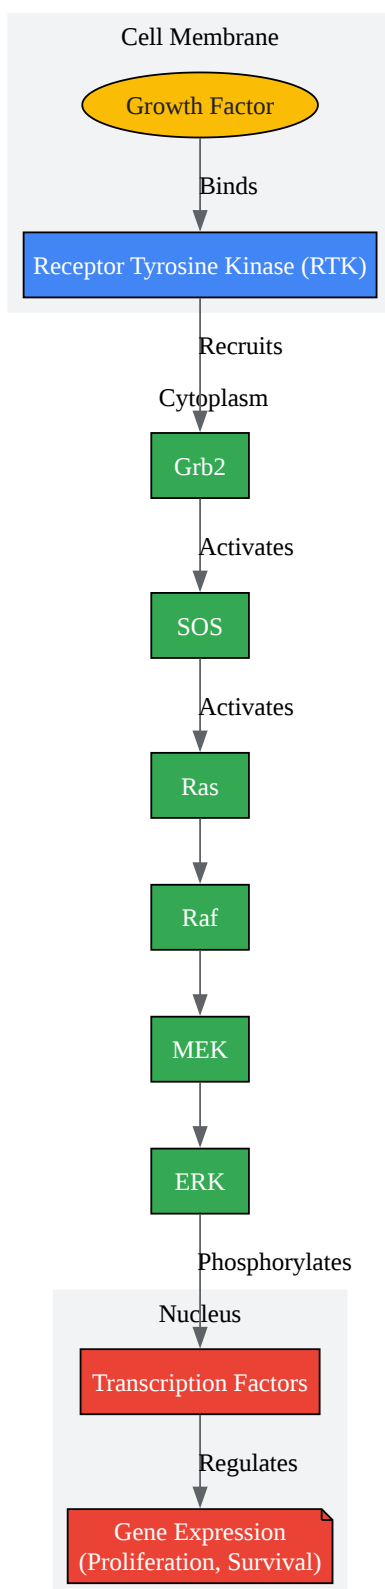 Cell Membrane
Growth Factor
Binds
Receptor Tyrosine Kinase (RTK)
Recruits
Cytoplasm
Grb2
Activates
SOS
Activates
Ras
Raf
MEK
ERK
Phosphorylates
Nucleus
Transcription Factors
Regulates
Gene Expression
(Proliferation, Survival)